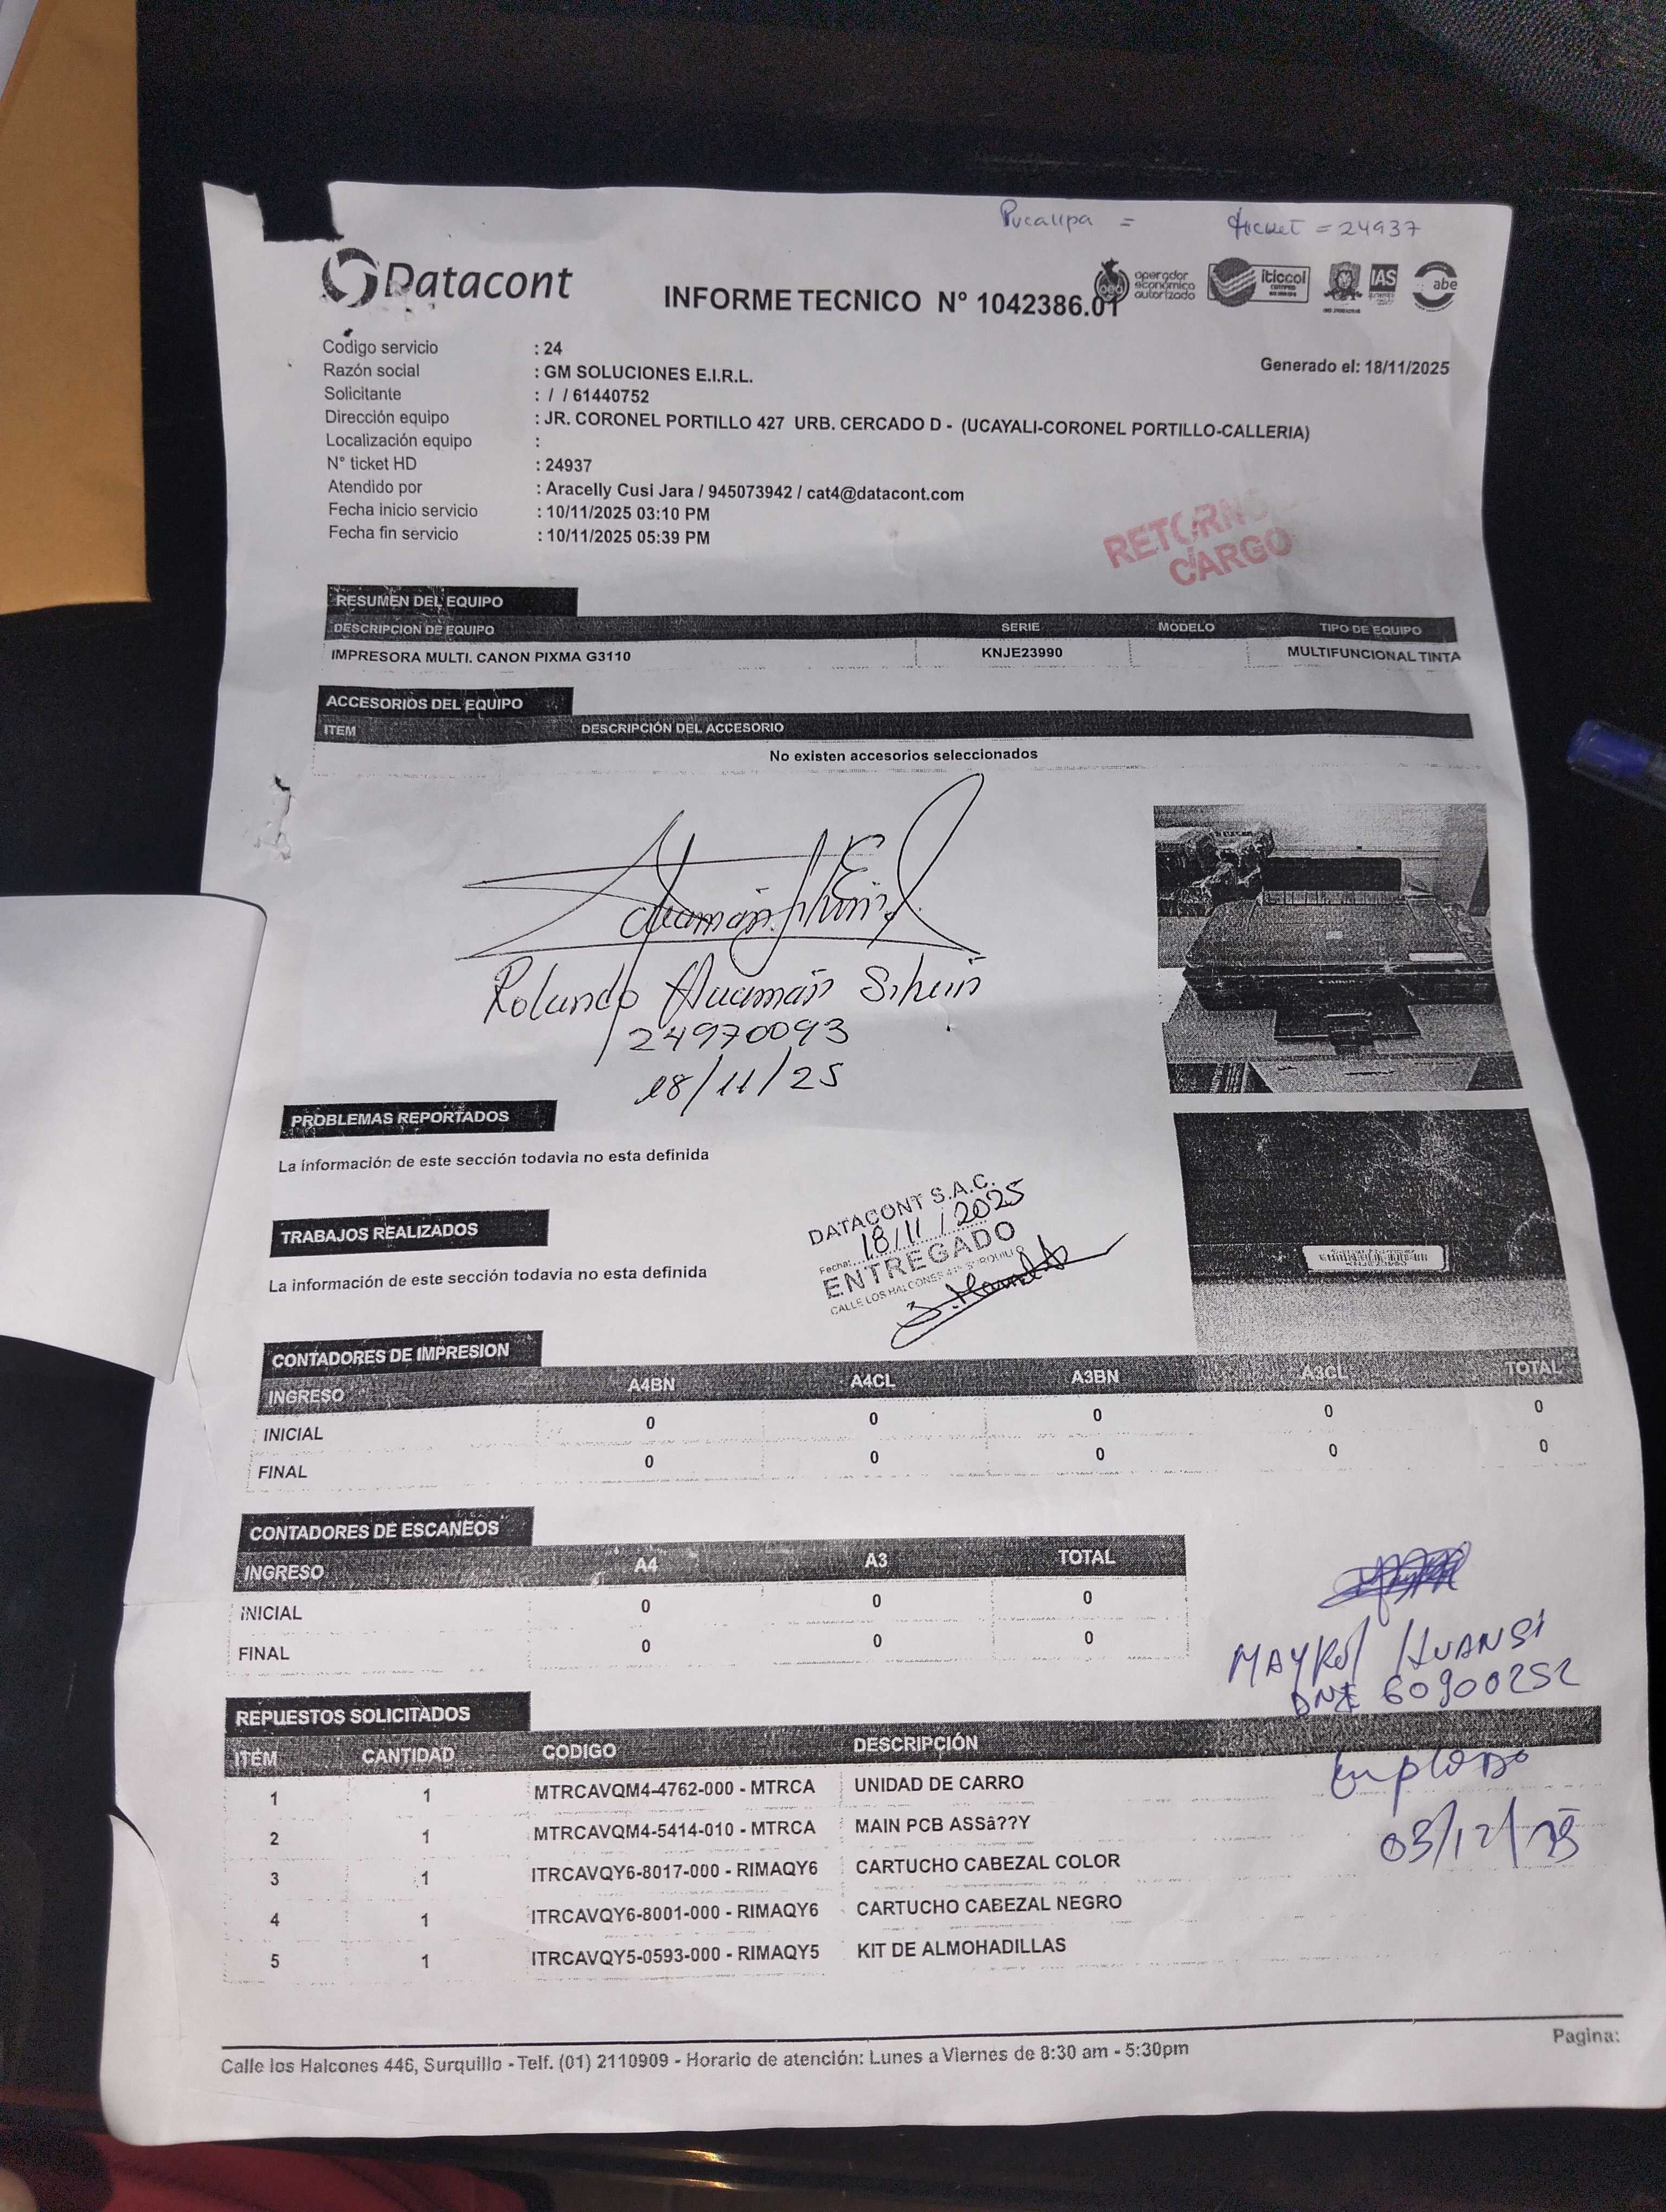 Pucallpa = ticket = 24937
Datacont
INFORME TECNICO N° 1042386.01
operador económico autorizado
iticcol
IAS
abe
Generado el: 18/11/2025
Codigo servicio : 24
Razón social : GM SOLUCIONES E.I.R.L.
Solicitante : / / 61440752
Dirección equipo : JR. CORONEL PORTILLO 427 URB. CERCADO D - (UCAYALI-CORONEL PORTILLO-CALLERIA)
Localización equipo :
N° ticket HD : 24937
Atendido por : Aracelly Cusi Jara / 945073942 / cat4@datacont.com
Fecha inicio servicio : 10/11/2025 03:10 PM
Fecha fin servicio : 10/11/2025 05:39 PM
RETORNO
CARGO
RESUMEN DEL EQUIPO
DESCRIPCION DE EQUIPO SERIE MODELO TIPO DE EQUIPO
IMPRESORA MULTI. CANON PIXMA G3110 KNJE23990 MULTIFUNCIONAL TINTA
ACCESORIOS DEL EQUIPO
ITEM DESCRIPCIÓN DEL ACCESORIO
No existen accesorios seleccionados
Rolando Huamán
24970093
18/11/25
PROBLEMAS REPORTADOS
La información de este sección todavia no esta definida
TRABAJOS REALIZADOS
La información de este sección todavia no esta definida
DATACONT S.A.C.
Fecha: 18/11/2025
ENTREGADO
CALLE LOS HALCONES SURQUILLO
CONTADORES DE IMPRESION
INGRESO A4BN A4CL A3BN A3CL TOTAL
INICIAL 0 0 0 0 0
FINAL 0 0 0 0 0
CONTADORES DE ESCANEOS
INGRESO A4 A3 TOTAL
INICIAL 0 0 0
FINAL 0 0 0
MAYKOL HUANSI
DNI 60900252
03/12/25
REPUESTOS SOLICITADOS
ITEM CANTIDAD CODIGO DESCRIPCIÓN
1 1 MTRCAVQM4-4762-000 - MTRCA UNIDAD DE CARRO
2 1 MTRCAVQM4-5414-010 - MTRCA MAIN PCB ASSâ??Y
3 1 ITRCAVQY6-8017-000 - RIMAQY6 CARTUCHO CABEZAL COLOR
4 1 ITRCAVQY6-8001-000 - RIMAQY6 CARTUCHO CABEZAL NEGRO
5 1 ITRCAVQY5-0593-000 - RIMAQY5 KIT DE ALMOHADILLAS
Pagina:
Calle los Halcones 446, Surquillo - Telf. (01) 2110909 - Horario de atención: Lunes a Viernes de 8:30 am - 5:30pm